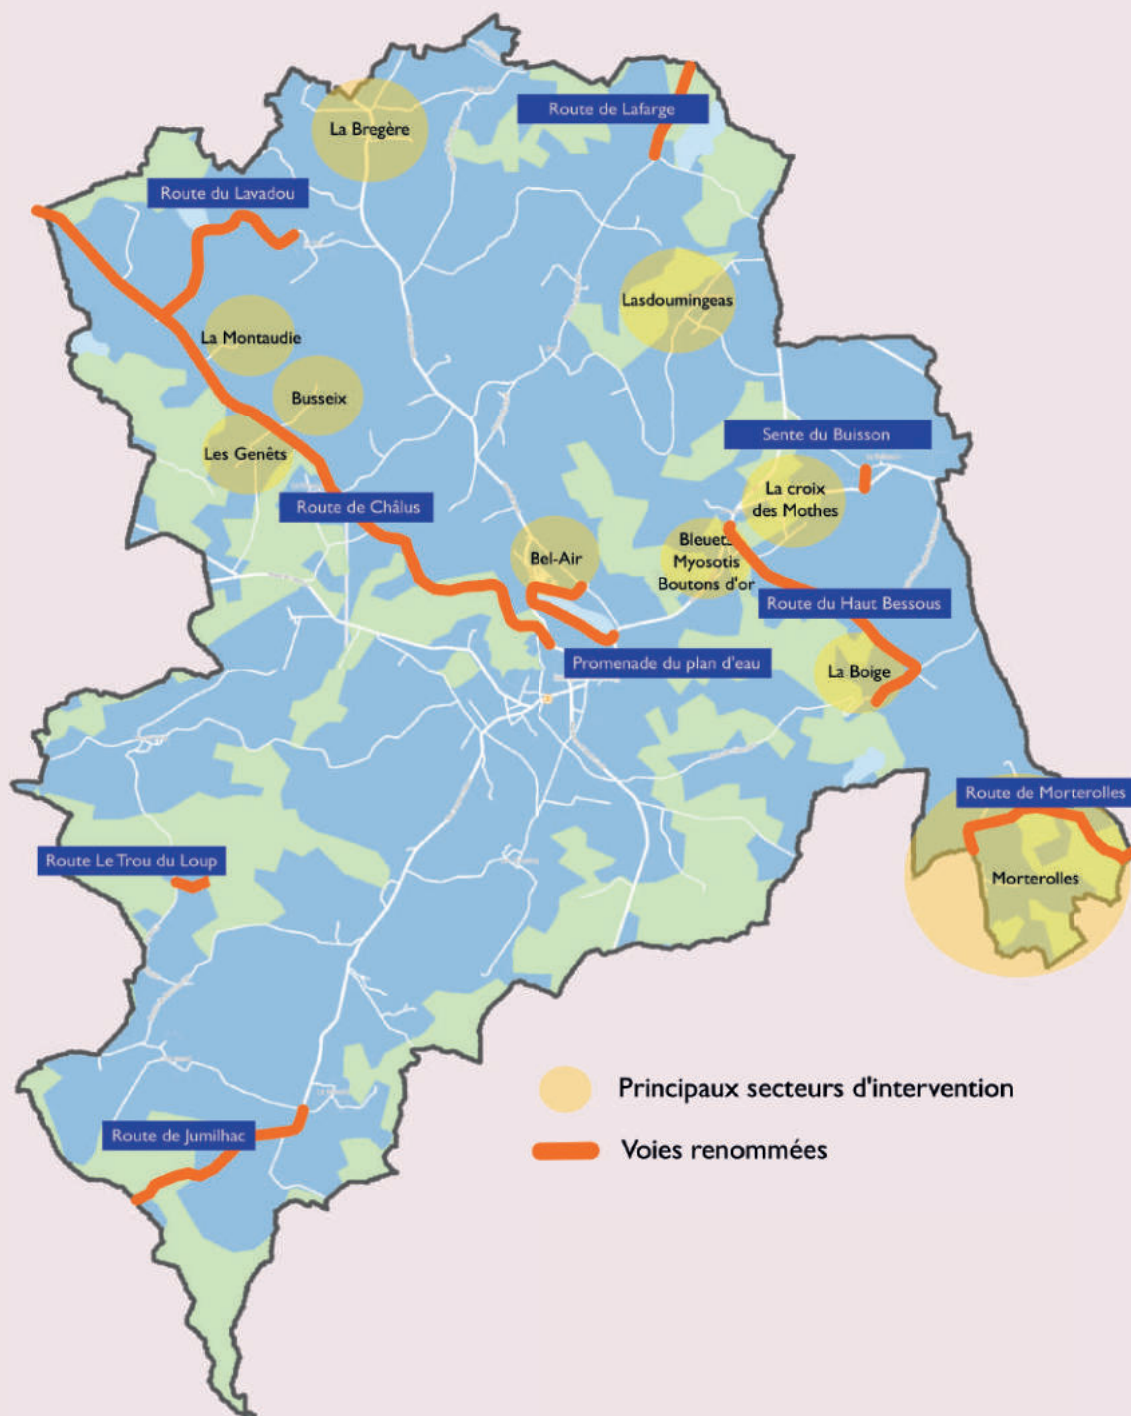 Route de Lafarge
La Bregère
Route du Lavadou
Lasdoumingeas
La Montaudie
Busseix
Sente du Buisson
Les Genêts
La croix
des Mothes
Route de Châlus
Bel-Air
Bleuets
Myosotis
Boutons d'or
Route du Haut Bessous
Promenade du plan d'eau
La Boige
Route de Morterolles
Route Le Trou du Loup
Morterolles
Principaux secteurs d'intervention
Route de Jumilhac
Voies renommées